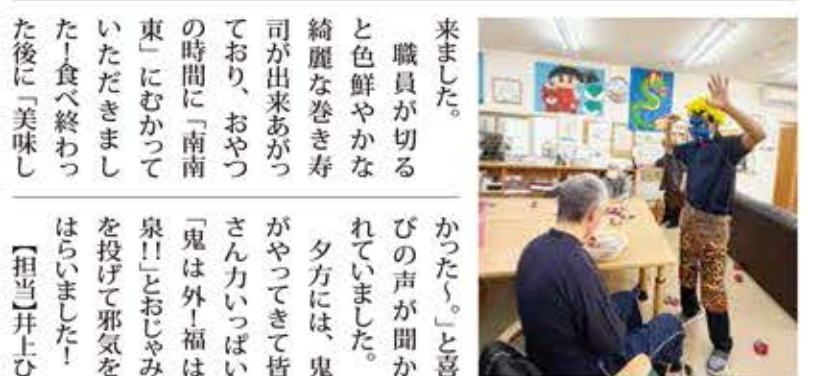 来ました。
　職員が切る
と色鮮やかな
綺麗な巻き寿
司が出来あがっ
ており、おやつ
の時間に「南南
東」にむかって
いただきまし
た！食べ終わっ
た後に「美味し
かった～。」と喜
びの声が聞か
れていました。
　夕方には、鬼
がやってきて皆
さん力いっぱい
「鬼は外！福は
泉!!」とおじゃみ
を投げて邪気を
はらいました！
【担当】井上ひ